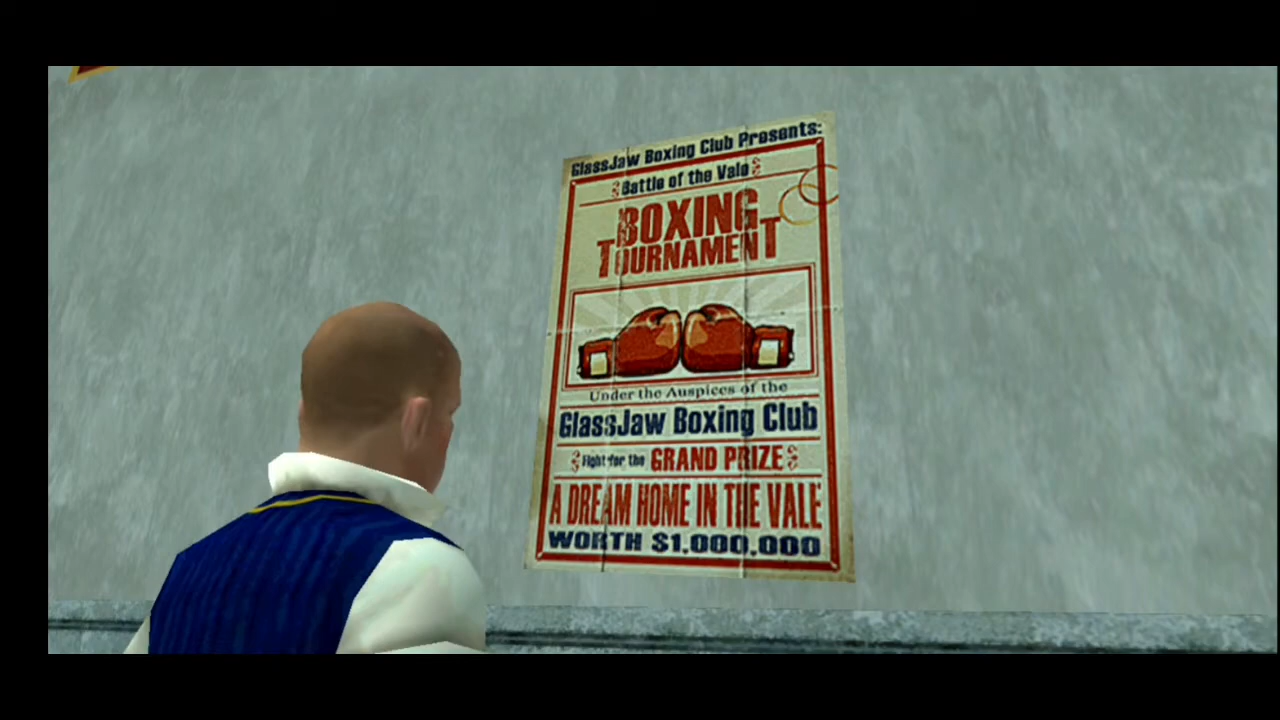 GlassJaw Boxing Club Presents:
Battle of the Vale
BOXING
TOURNAMENT
Under the Auspices of the
GlassJaw Boxing Club
Fight for the GRAND PRIZE
A DREAM HOME IN THE VALE
WORTH $1,000,000